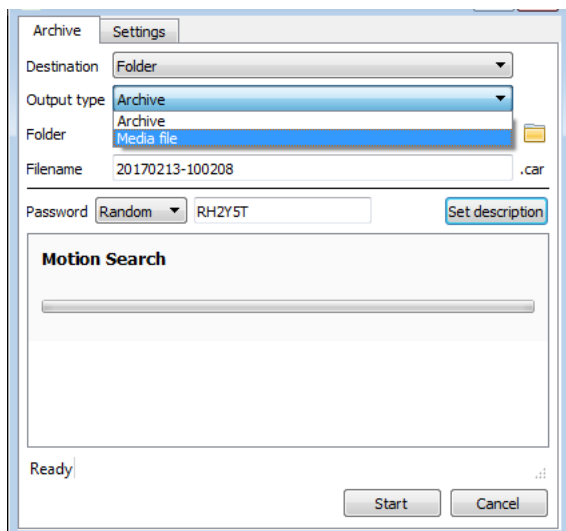 Archive Settings
Destination Folder
Output type Archive
Archive
Media file
Folder
Filename 20170213-100208 .car
Password Random RH2Y5T Set description
Motion Search
Ready
Start Cancel